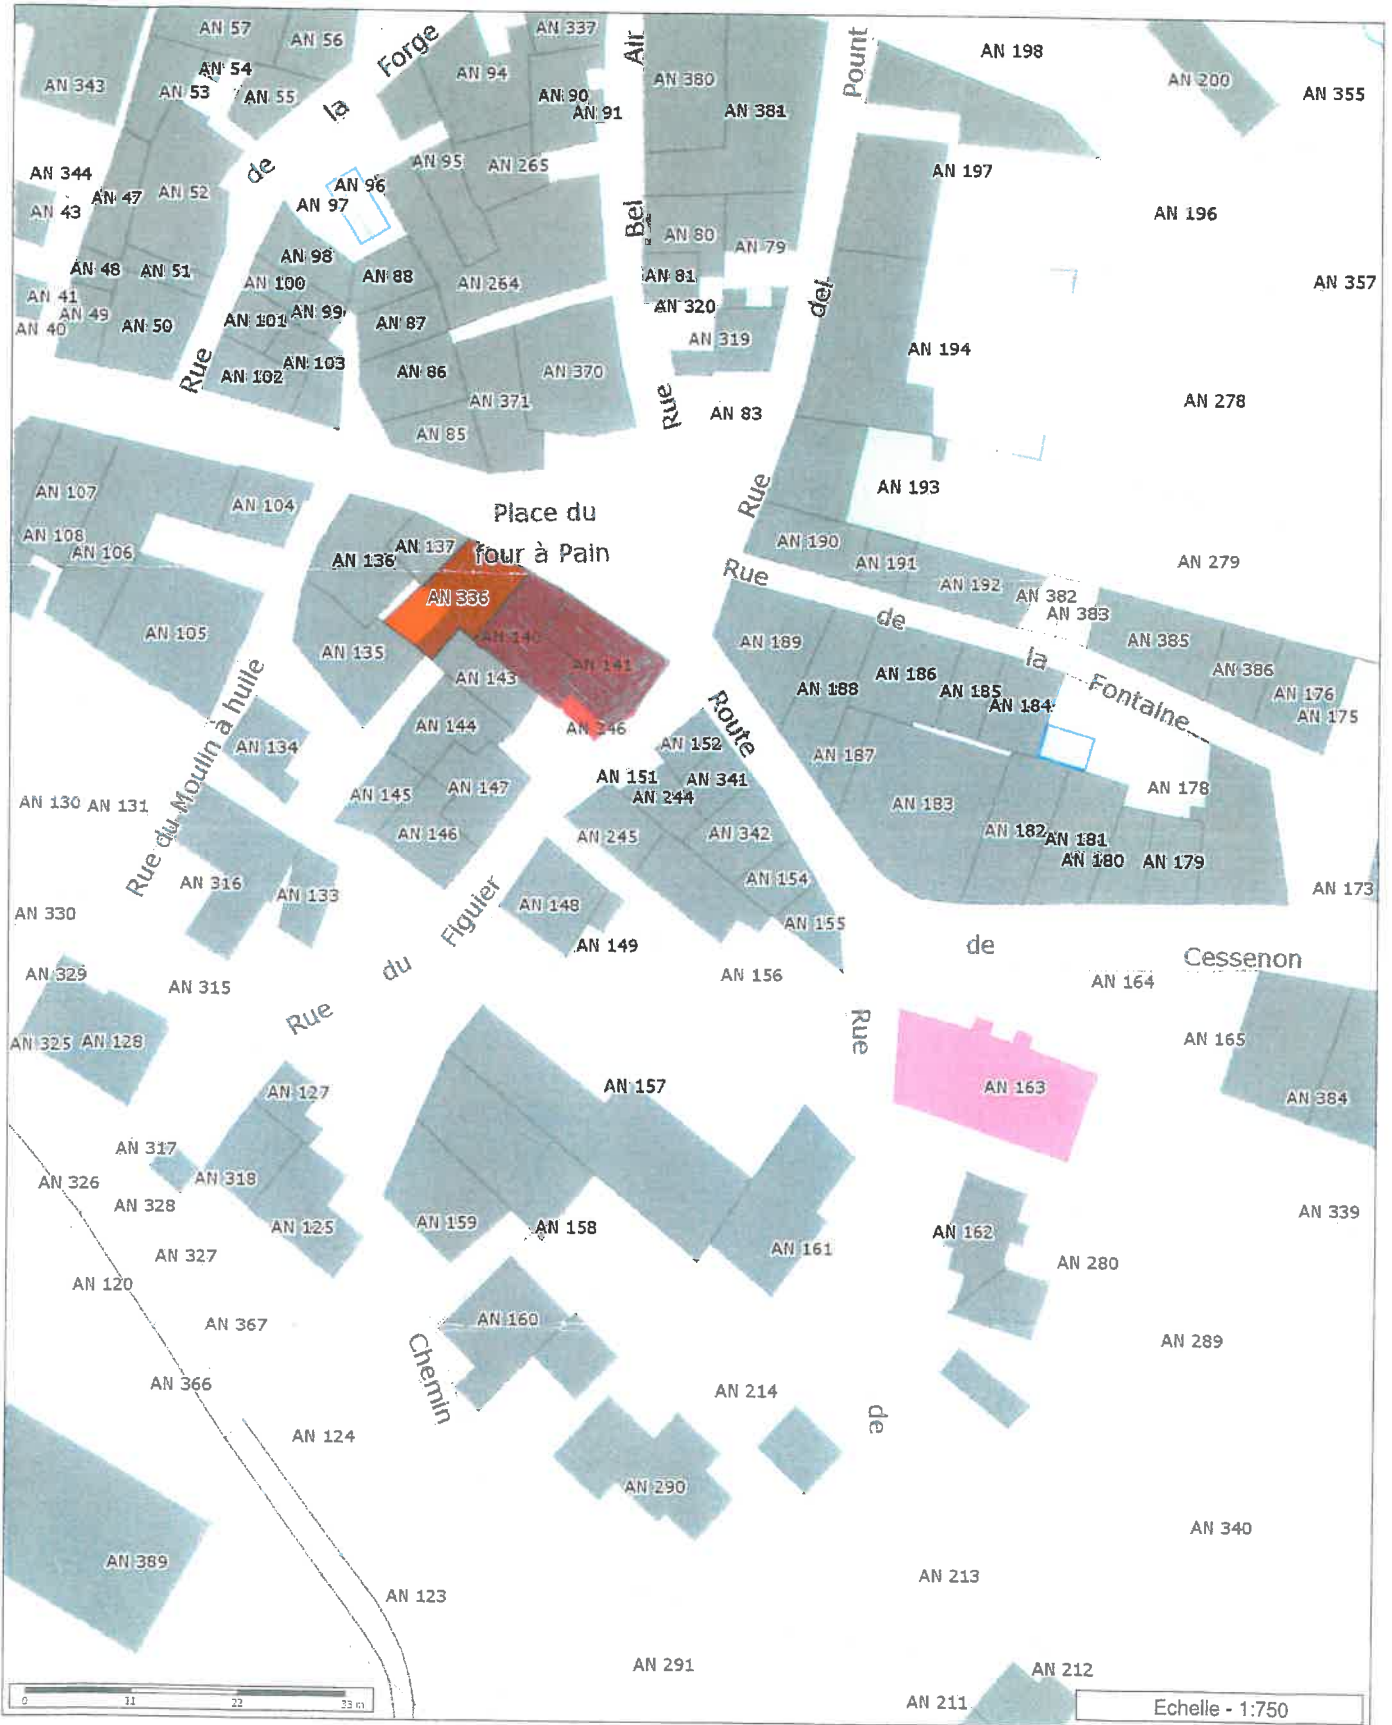 AN 57
AN 56
Forge
AN 337
Air
Pount
AN 198
AN 54
AN 94
AN 380
AN 200
AN 355
AN 343
AN 53
AN 55
la
AN 90
AN 91
AN 381
AN 95
AN 265
AN 344
de
AN 96
AN 197
AN 47
AN 52
AN 97
Bel
AN 196
AN 43
AN 80
AN 79
AN 98
AN 48
AN 51
AN 100
AN 88
AN 264
AN 81
del
AN 357
AN 41
AN 49
AN 40
AN 50
AN 101
AN 99
AN 87
AN 320
AN 319
AN 194
Rue
AN 102
AN 103
AN 86
AN 370
AN 371
Rue
AN 83
AN 278
AN 85
AN 107
AN 104
Place du
four à Pain
Rue
AN 193
AN 108
AN 106
AN 136
AN 137
AN 190
AN 191
AN 279
Rue
AN 192
AN 382
AN 383
AN 336
de
AN 105
AN 140
AN 189
AN 385
AN 135
AN 141
la
AN 143
AN 188
AN 186
AN 185
AN 184
Fontaine
AN 386
AN 176
AN 175
Rue du Moulin à huile
AN 134
AN 144
AN 346
Route
AN 152
AN 187
AN 151
AN 341
AN 130
AN 131
AN 145
AN 147
AN 244
AN 183
AN 178
AN 146
AN 245
AN 342
AN 182
AN 181
AN 180
AN 179
AN 316
AN 133
AN 154
AN 173
AN 330
Figuier
AN 148
AN 155
AN 149
de
Cessenon
AN 329
AN 315
du
AN 156
AN 164
Rue
Rue
AN 325
AN 128
AN 165
AN 127
AN 157
AN 163
AN 384
AN 317
AN 326
AN 318
AN 328
AN 125
AN 159
AN 158
AN 162
AN 339
AN 327
AN 161
AN 280
AN 120
AN 367
AN 160
AN 289
Chemin
AN 366
AN 214
de
AN 124
AN 290
AN 340
AN 389
AN 123
AN 213
AN 291
AN 212
AN 211
0 11 22 33 m
Echelle - 1:750